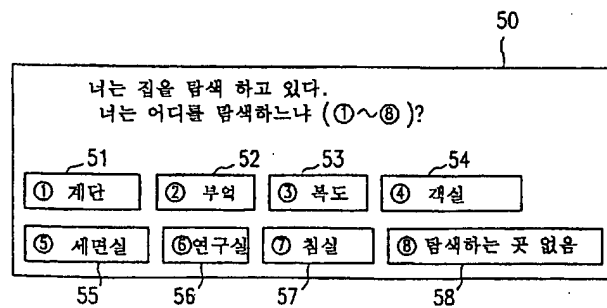 50
너는 집을 탐색 하고 있다.
너는 어디를 탐색하느냐 (①~⑧)?
51 52 53 54
① 계단 ② 부엌 ③ 복도 ④ 객실
⑤ 세면실 ⑥연구실 ⑦ 침실 ⑧ 탐색하는 곳 없음
55 56 57 58